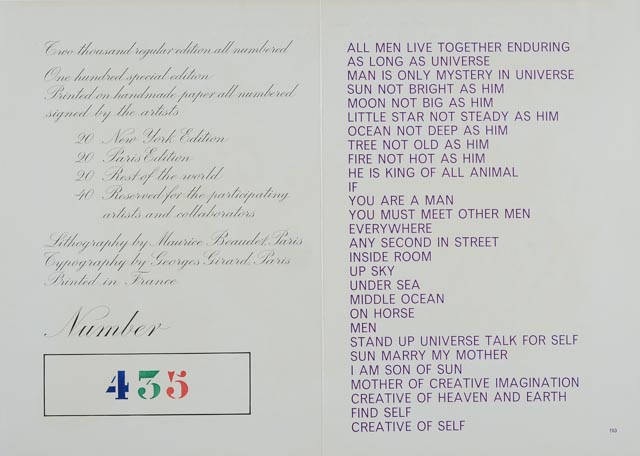 Two thousand regular edition all numbered
One hundred special edition
Printed on handmade paper all numbered
signed by the artists
20 New York Edition
20 Paris Edition
20 Rest of the world
40 Reserved for the participating
artists and collaborators
Lithography by Maurice Beaudet, Paris
Typography by Georges Girard, Paris
Printed in France
Number
435
ALL MEN LIVE TOGETHER ENDURING
AS LONG AS UNIVERSE
MAN IS ONLY MYSTERY IN UNIVERSE
SUN NOT BRIGHT AS HIM
MOON NOT BIG AS HIM
LITTLE STAR NOT STEADY AS HIM
OCEAN NOT DEEP AS HIM
TREE NOT OLD AS HIM
FIRE NOT HOT AS HIM
HE IS KING OF ALL ANIMAL
IF
YOU ARE A MAN
YOU MUST MEET OTHER MEN
EVERYWHERE
ANY SECOND IN STREET
INSIDE ROOM
UP SKY
UNDER SEA
MIDDLE OCEAN
ON HORSE
MEN
STAND UP UNIVERSE TALK FOR SELF
SUN MARRY MY MOTHER
I AM SON OF SUN
MOTHER OF CREATIVE IMAGINATION
CREATIVE OF HEAVEN AND EARTH
FIND SELF
CREATIVE OF SELF